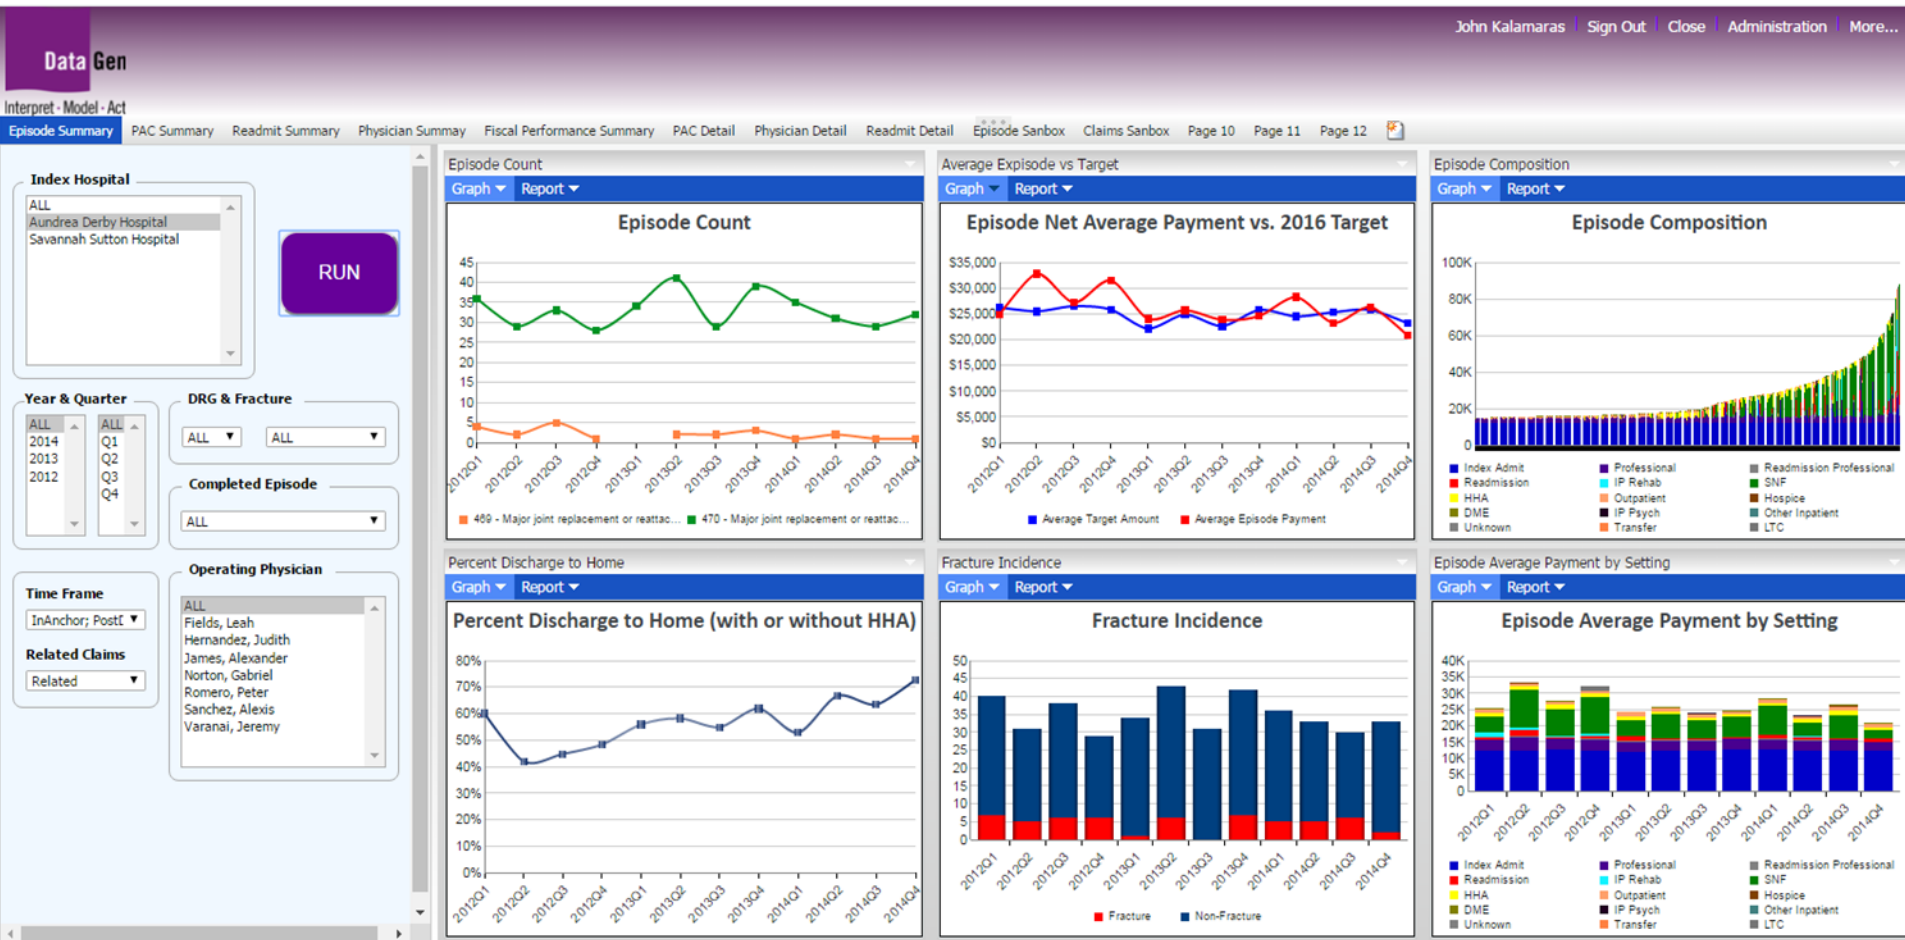 John Kalamaras Sign Out Close Administration More...
Data Gen
Interpret · Model · Act
Episode Summary PAC Summary Readmit Summary Physician Summay Fiscal Performance Summary PAC Detail Physician Detail Readmit Detail Episode Sanbox Claims Sanbox Page 10 Page 11 Page 12
Index Hospital
ALL
Aundrea Derby Hospital
Savannah Sutton Hospital
RUN
Year & Quarter
ALL
2014
2013
2012
ALL
Q1
Q2
Q3
Q4
DRG & Fracture
ALL
ALL
Completed Episode
ALL
Time Frame
InAnchor; PostD
Related Claims
Related
Operating Physician
ALL
Fields, Leah
Hernandez, Judith
James, Alexander
Norton, Gabriel
Romero, Peter
Sanchez, Alexis
Varanai, Jeremy
Episode Count
Graph Report
Episode Count
45
40
35
30
25
20
15
10
5
0
2012Q1 2012Q2 2012Q3 2012Q4 2013Q1 2013Q2 2013Q3 2013Q4 2014Q1 2014Q2 2014Q3 2014Q4
469 - Major joint replacement or reattac... 470 - Major joint replacement or reattac...
Average Expisode vs Target
Graph Report
Episode Net Average Payment vs. 2016 Target
$35,000
$30,000
$25,000
$20,000
$15,000
$10,000
$5,000
$0
2012Q1 2012Q2 2012Q3 2012Q4 2013Q1 2013Q2 2013Q3 2013Q4 2014Q1 2014Q2 2014Q3 2014Q4
Average Target Amount Average Episode Payment
Episode Composition
Graph Report
Episode Composition
100K
80K
60K
40K
20K
0
Index Admit Professional Readmission Professional
Readmission IP Rehab SNF
HHA Outpatient Hospice
DME IP Psych Other Inpatient
Unknown Transfer LTC
Percent Discharge to Home
Graph Report
Percent Discharge to Home (with or without HHA)
80%
70%
60%
50%
40%
30%
20%
10%
0%
2012Q1 2012Q2 2012Q3 2012Q4 2013Q1 2013Q2 2013Q3 2013Q4 2014Q1 2014Q2 2014Q3 2014Q4
Fracture Incidence
Graph Report
Fracture Incidence
50
45
40
35
30
25
20
15
10
5
0
2012Q1 2012Q2 2012Q3 2012Q4 2013Q1 2013Q2 2013Q3 2013Q4 2014Q1 2014Q2 2014Q3 2014Q4
Fracture Non-Fracture
Episode Average Payment by Setting
Graph Report
Episode Average Payment by Setting
40K
35K
30K
25K
20K
15K
10K
5K
0
2012Q1 2012Q2 2012Q3 2012Q4 2013Q1 2013Q2 2013Q3 2013Q4 2014Q1 2014Q2 2014Q3 2014Q4
Index Admit Professional Readmission Professional
Readmission IP Rehab SNF
HHA Outpatient Hospice
DME IP Psych Other Inpatient
Unknown Transfer LTC